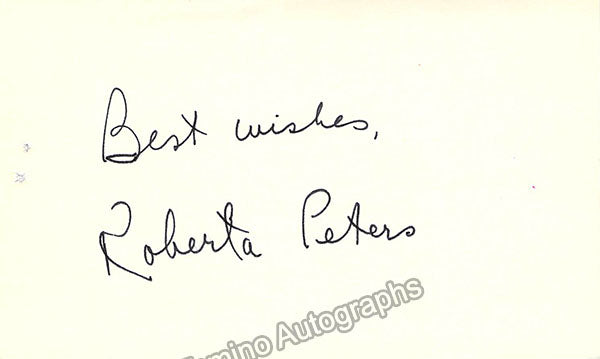 Best wishes,
Roberta Peters
Tamino Autographs